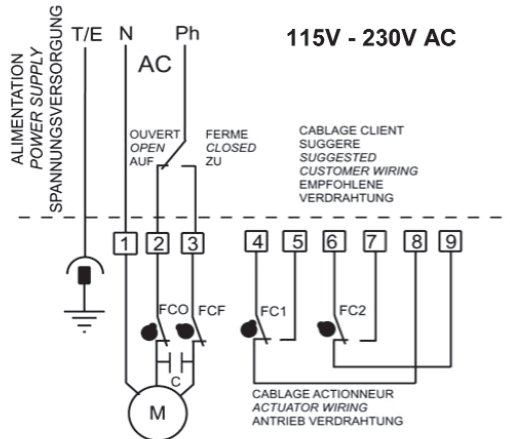 115V - 230V AC
T/E N Ph
AC
ALIMENTATION
POWER SUPPLY
SPANNUNGSVERSORGUNG
OUVERT
OPEN
AUF
FERME
CLOSED
ZU
CABLAGE CLIENT
SUGGERE
SUGGESTED
CUSTOMER WIRING
EMPFOHLENE
VERDRAHTUNG
1 2 3 4 5 6 7 8 9
FCO FCF FC1 FC2
C
M
CABLAGE ACTIONNEUR
ACTUATOR WIRING
ANTRIEB VERDRAHTUNG